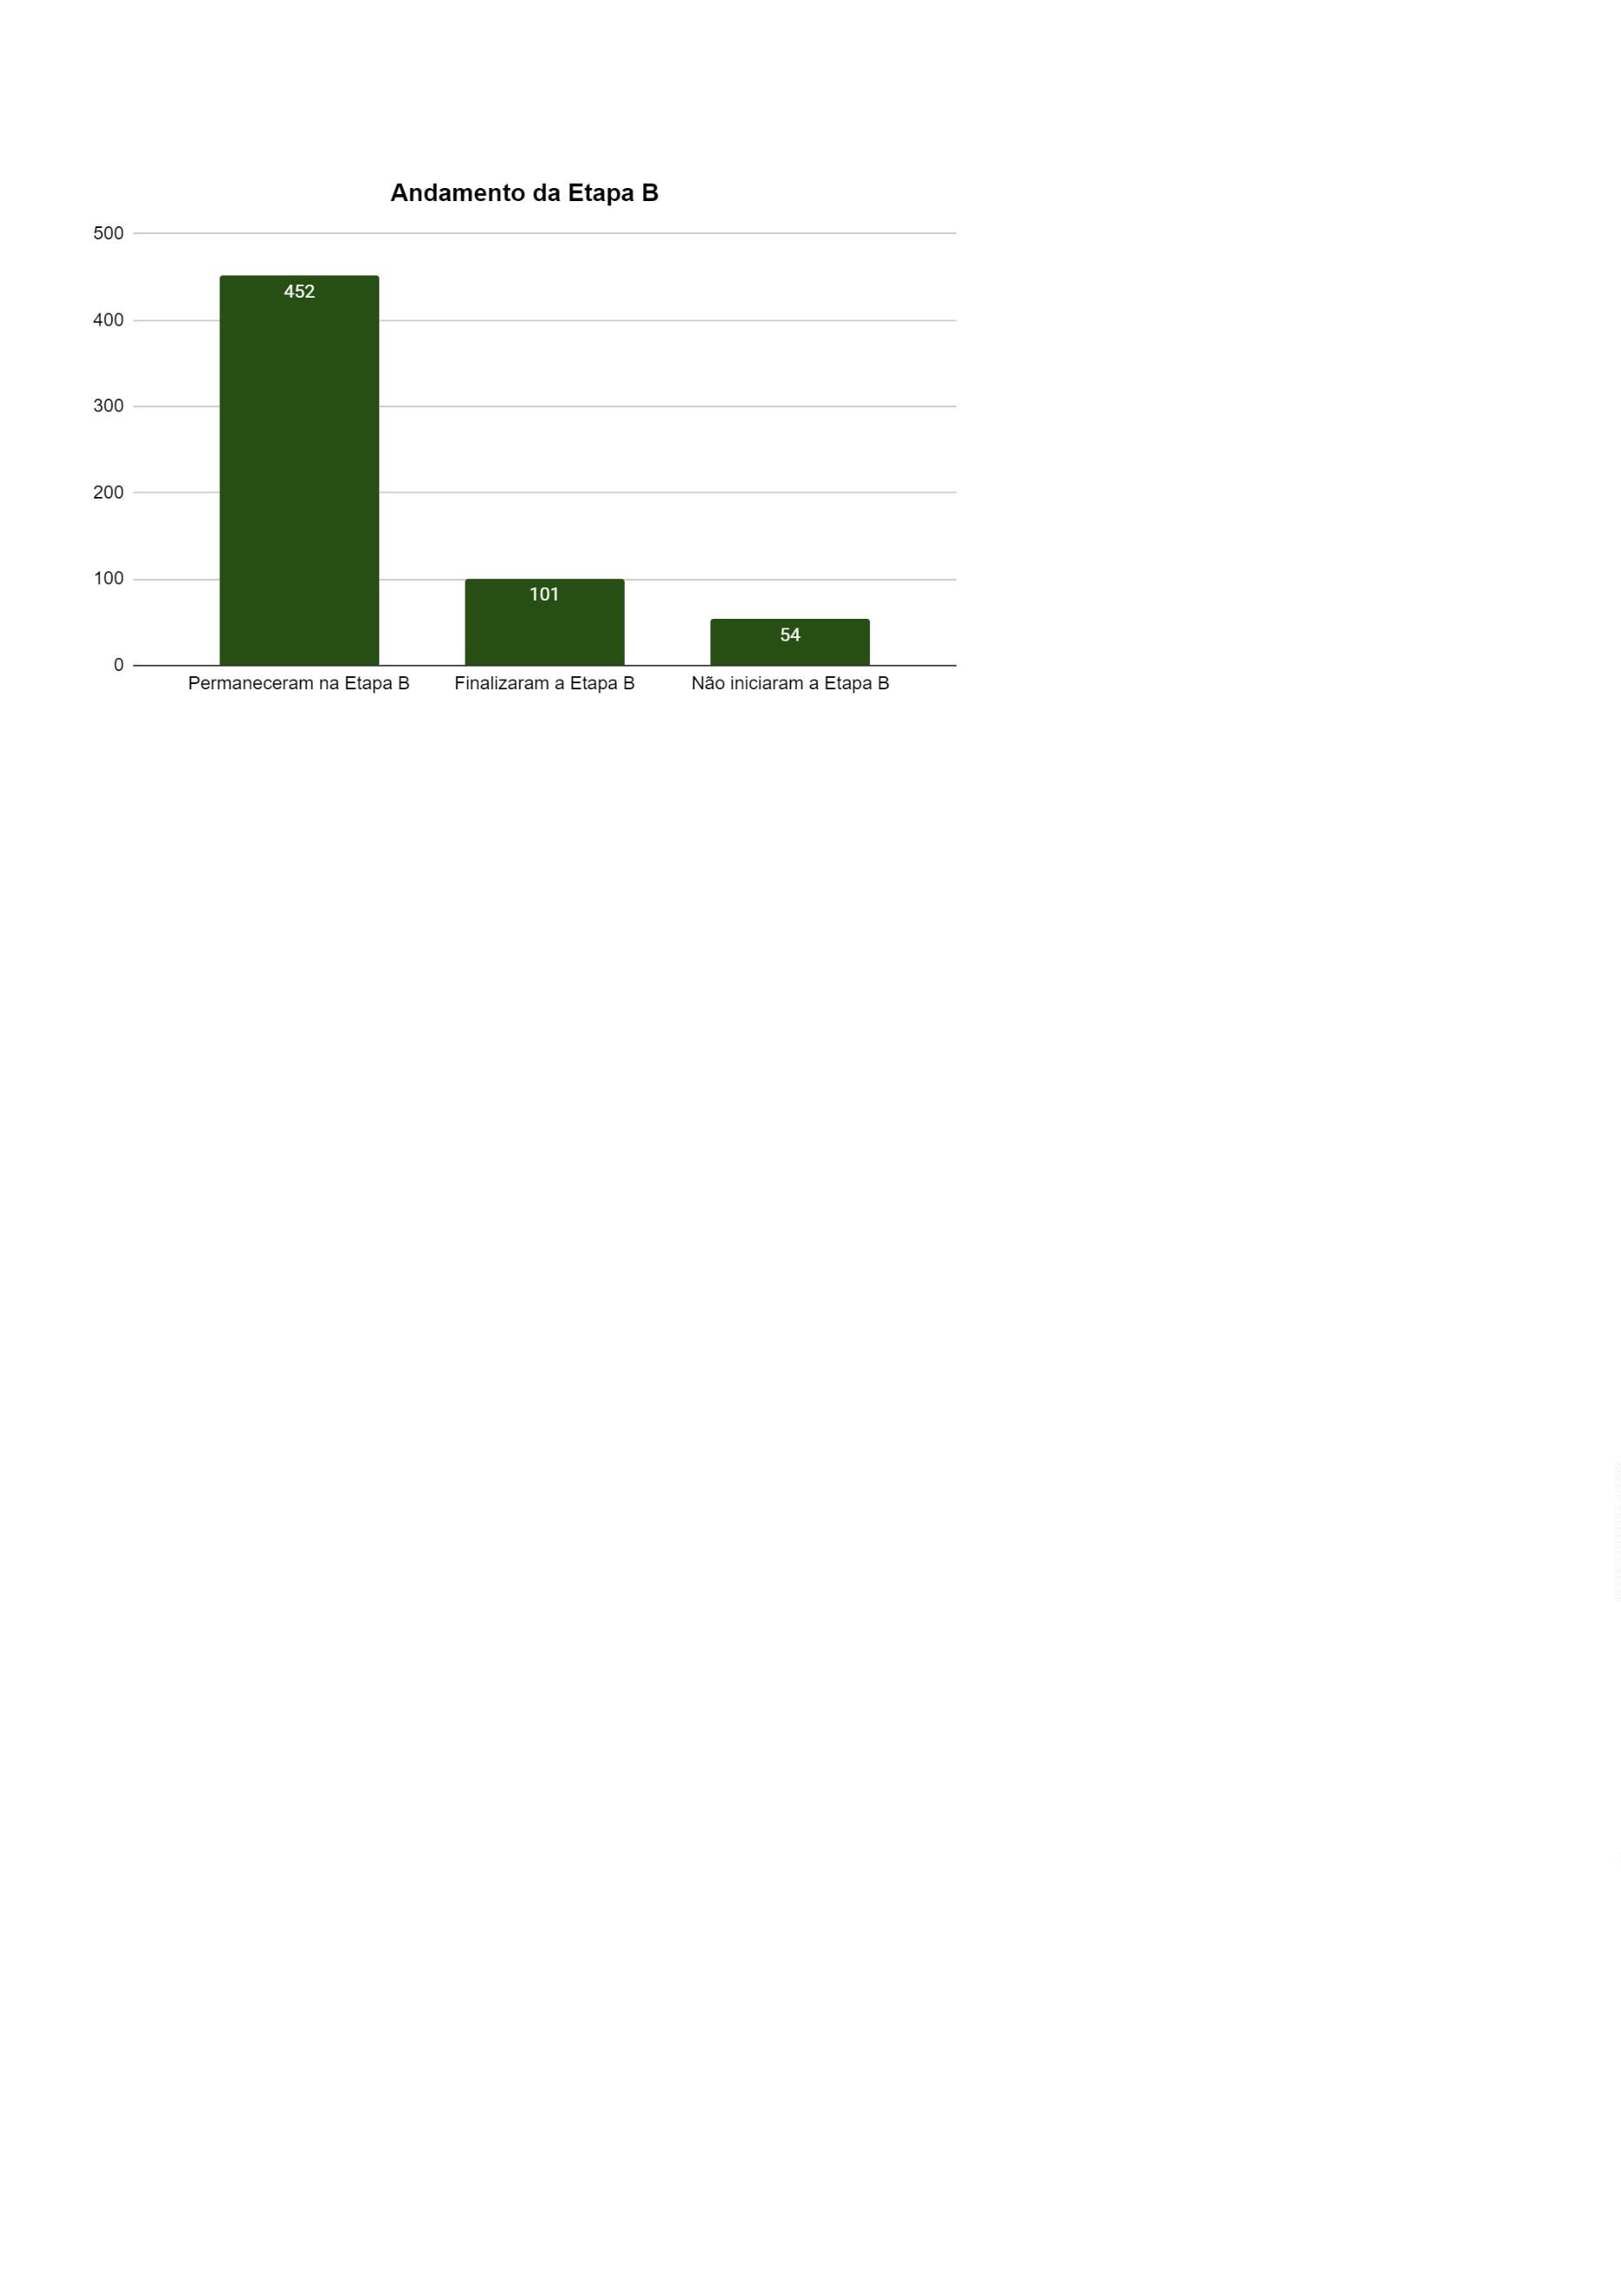 Andamento da Etapa B
500
452
400
300
200
100
101
54
0
Permaneceram na Etapa B
Finalizaram a Etapa B
Não iniciaram a Etapa B